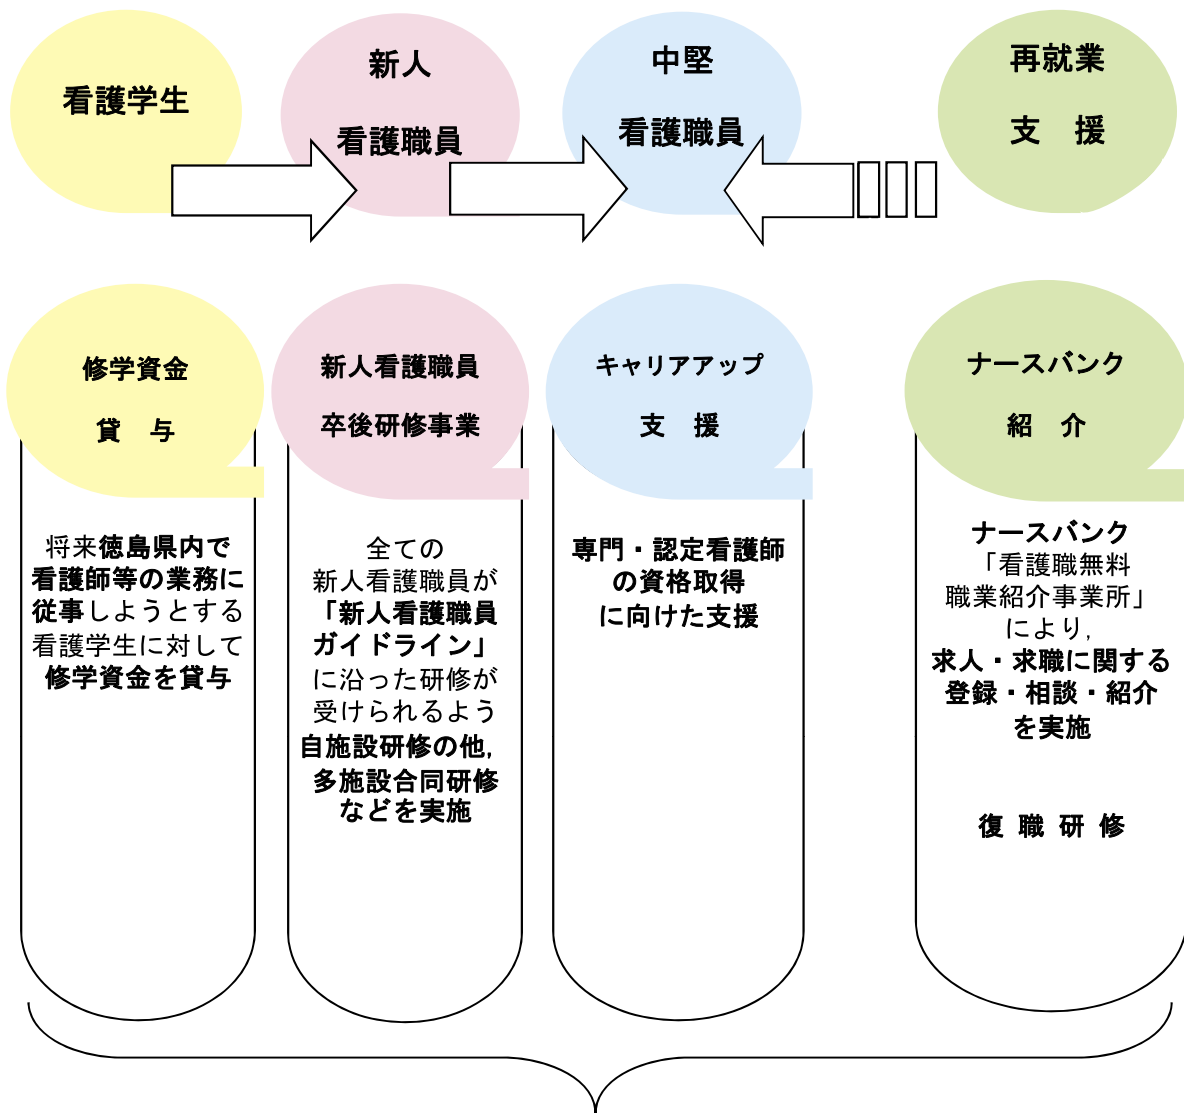 看護学生
新人
看護職員
中堅
看護職員
再就業
支　援
修学資金
貸　与
将来徳島県内で
看護師等の業務に
従事しようとする
看護学生に対して
修学資金を貸与
新人看護職員
卒後研修事業
全ての
新人看護職員が
「新人看護職員
ガイドライン」
に沿った研修が
受けられるよう
自施設研修の他,
多施設合同研修
などを実施
キャリアアップ
支　援
専門・認定看護師
の資格取得
に向けた支援
ナースバンク
紹　介
ナースバンク
「看護職無料
職業紹介事業所」
により,
求人・求職に関する
登録・相談・紹介
を実施
復 職 研 修